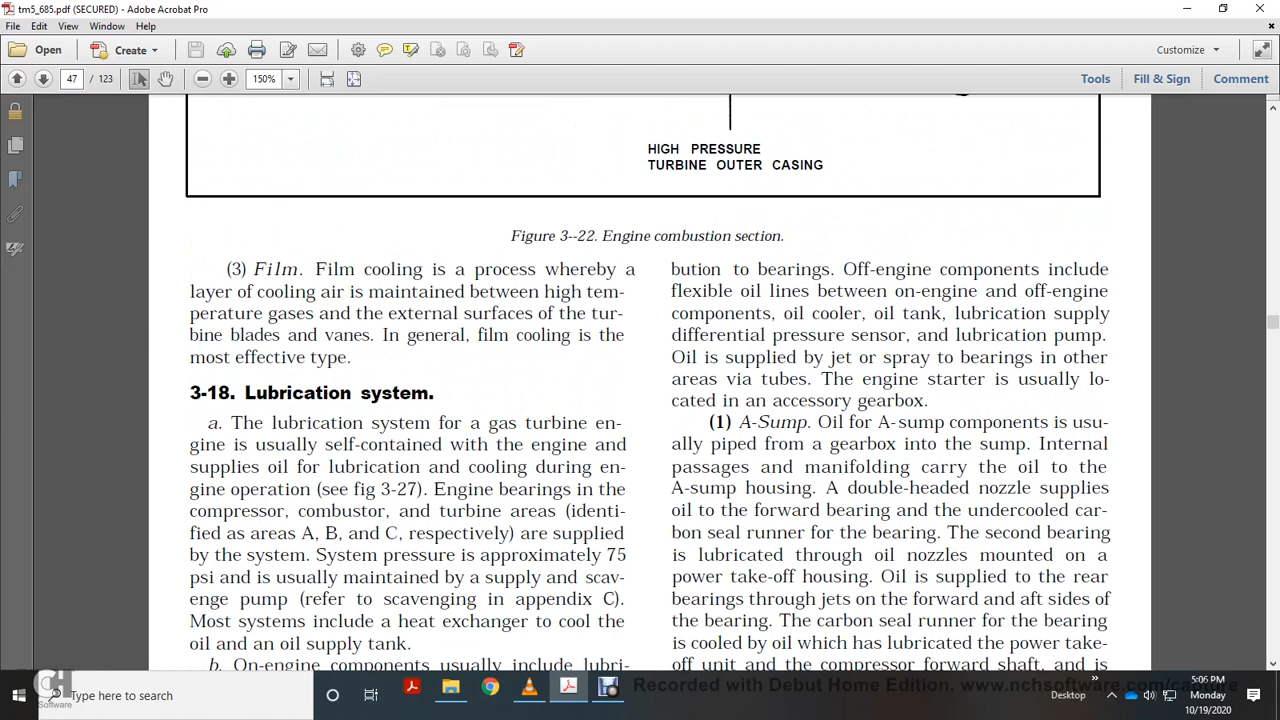 tm5_685.pdf (SECURED) - Adobe Acrobat Pro
File Edit View Window Help
Open Create Customize
47 / 123 150% Tools Fill & Sign Comment
HIGH PRESSURE
TURBINE OUTER CASING
Figure 3--22. Engine combustion section.
(3) Film. Film cooling is a process whereby a
layer of cooling air is maintained between high tem-
perature gases and the external surfaces of the tur-
bine blades and vanes. In general, film cooling is the
most effective type.
3-18. Lubrication system.
a. The lubrication system for a gas turbine en-
gine is usually self-contained with the engine and
supplies oil for lubrication and cooling during en-
gine operation (see fig 3-27). Engine bearings in the
compressor, combustor, and turbine areas (identi-
fied as areas A, B, and C, respectively) are supplied
by the system. System pressure is approximately 75
psi and is usually maintained by a supply and scav-
enge pump (refer to scavenging in appendix C).
Most systems include a heat exchanger to cool the
oil and an oil supply tank.
b. On-engine components usually include lubri-
bution to bearings. Off-engine components include
flexible oil lines between on-engine and off-engine
components, oil cooler, oil tank, lubrication supply
differential pressure sensor, and lubrication pump.
Oil is supplied by jet or spray to bearings in other
areas via tubes. The engine starter is usually lo-
cated in an accessory gearbox.
(1) A-Sump. Oil for A-sump components is usu-
ally piped from a gearbox into the sump. Internal
passages and manifolding carry the oil to the
A-sump housing. A double-headed nozzle supplies
oil to the forward bearing and the undercooled car-
bon seal runner for the bearing. The second bearing
is lubricated through oil nozzles mounted on a
power take-off housing. Oil is supplied to the rear
bearings through jets on the forward and aft sides of
the bearing. The carbon seal runner for the bearing
is cooled by oil which has lubricated the power take-
off unit and the compressor forward shaft, and is
CH
Software
Type here to search
Recorded with Debut Home Edition. www.nchsoftware.com/capture
Desktop
5:06 PM
Monday
10/19/2020